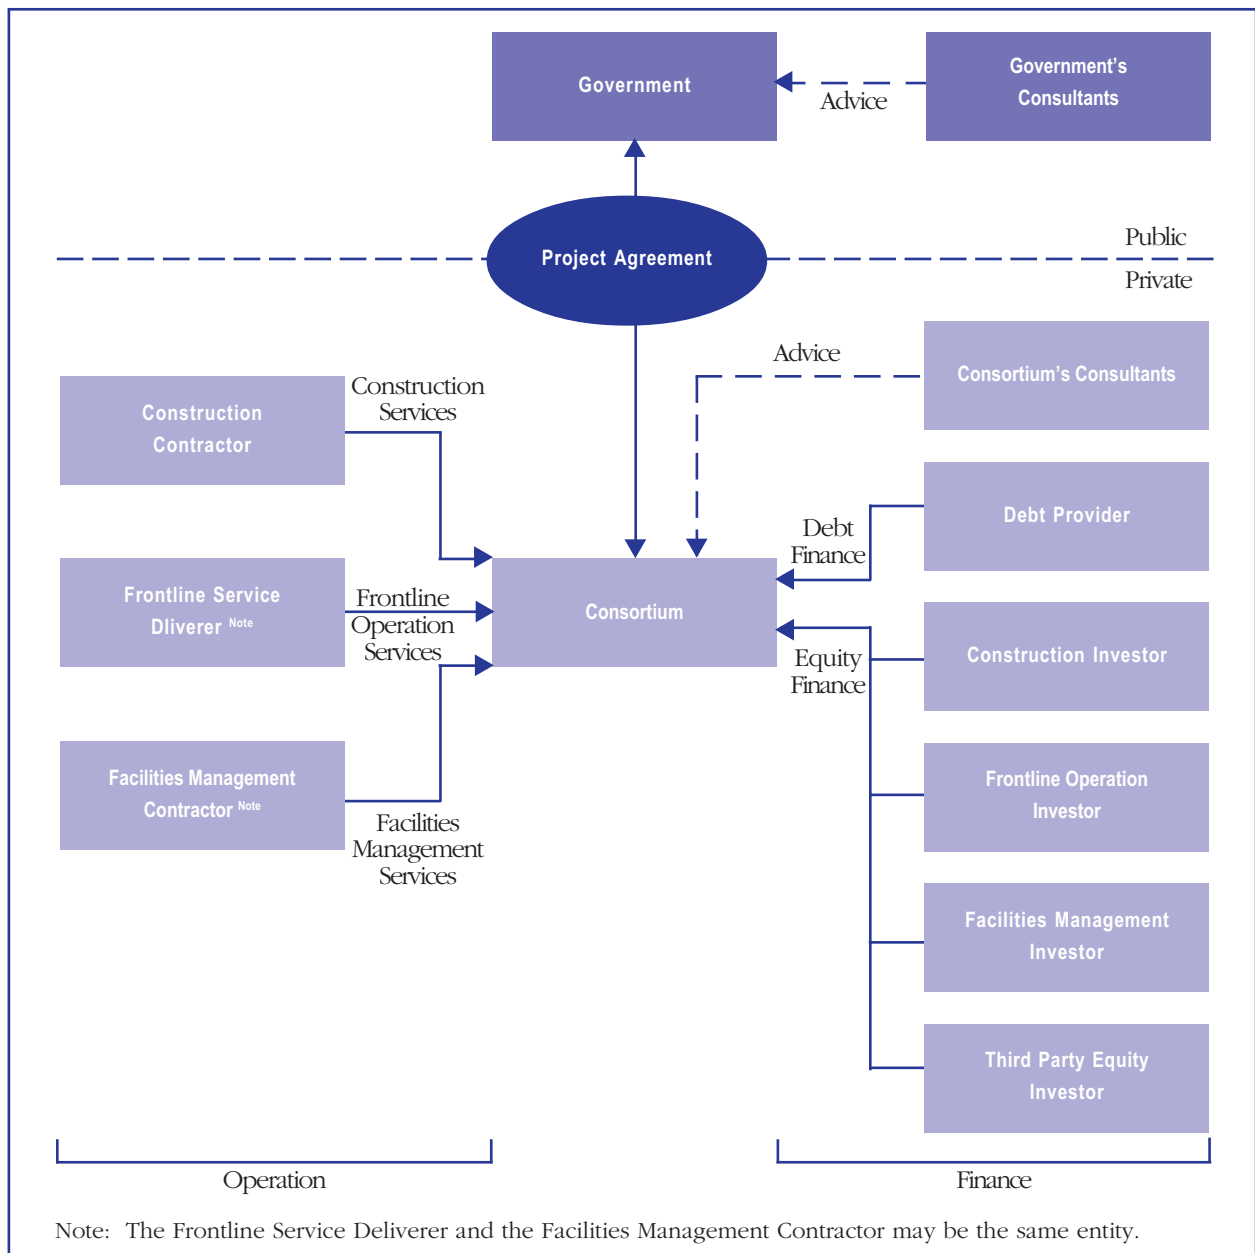 Government
Advice
Government's
Consultants
Project Agreement
Public
Private
Advice
Consortium's Consultants
Construction
Contractor
Construction
Services
Debt Provider
Debt
Finance
Frontline Service
Dliverer Note
Frontline
Operation
Services
Consortium
Equity
Finance
Construction Investor
Facilities Management
Contractor Note
Facilities
Management
Services
Frontline Operation
Investor
Facilities Management
Investor
Third Party Equity
Investor
Operation
Finance
Note: The Frontline Service Deliverer and the Facilities Management Contractor may be the same entity.